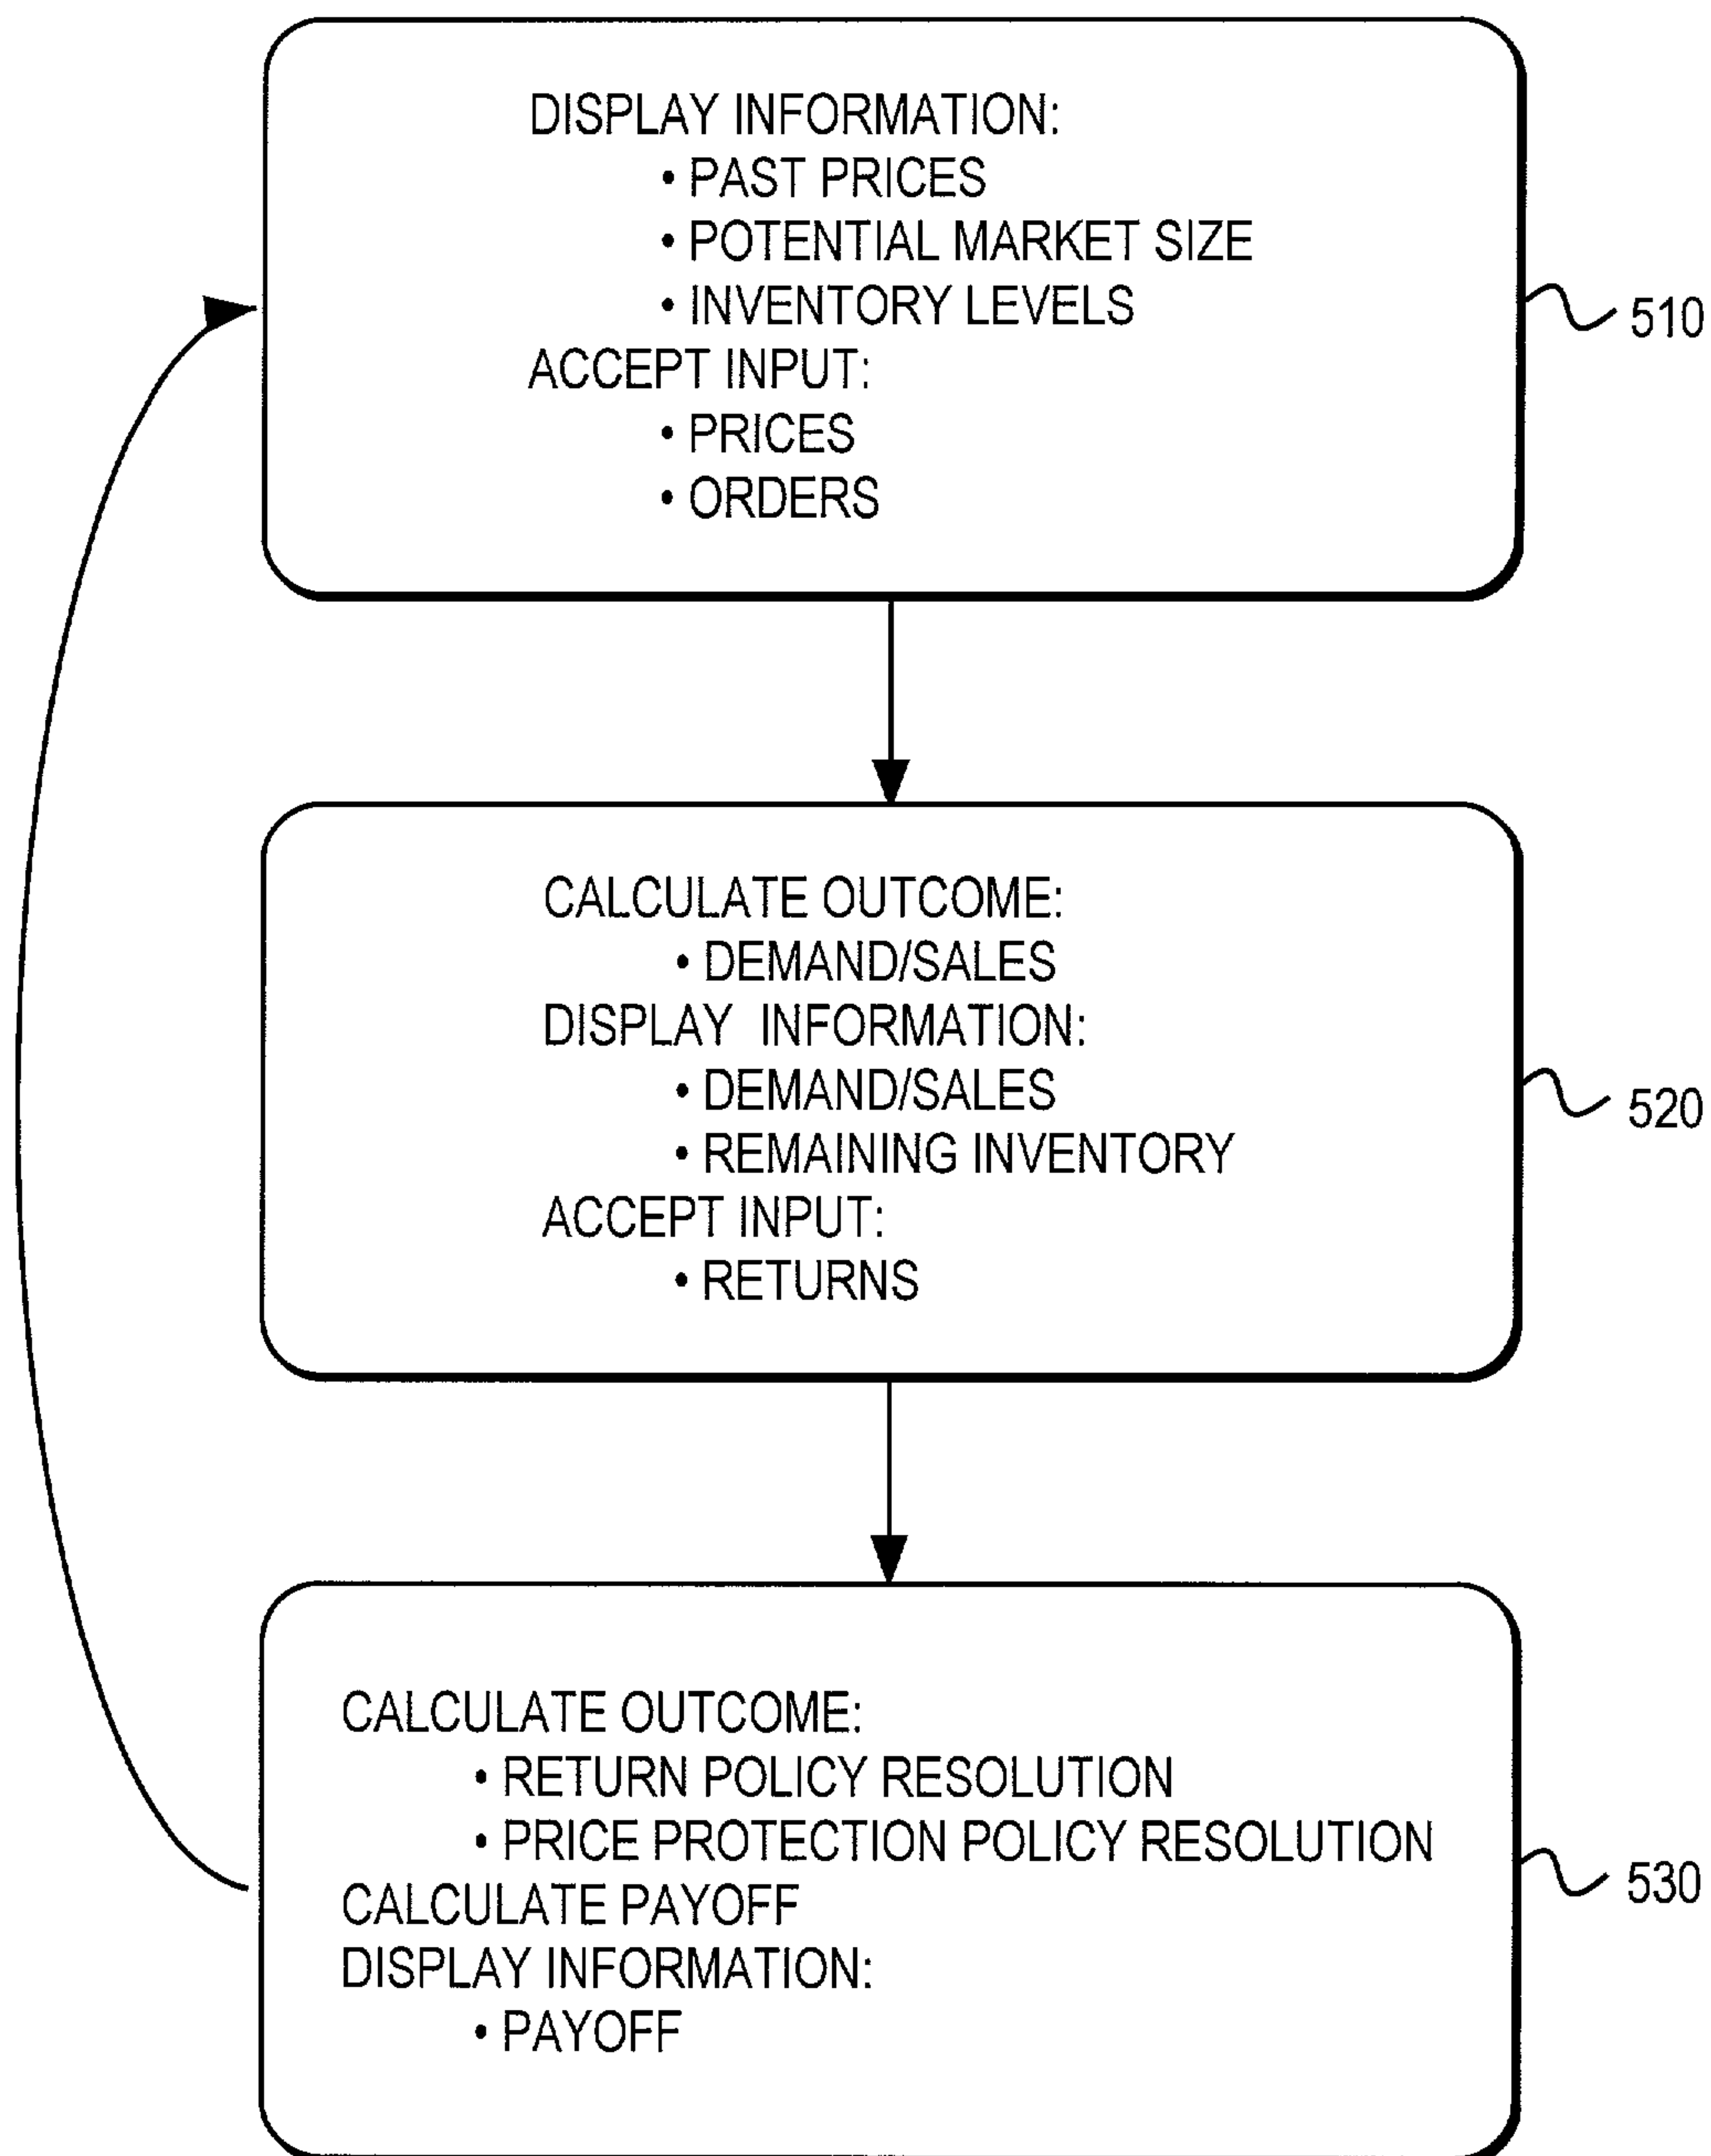 DISPLAY INFORMATION:
• PAST PRICES
• POTENTIAL MARKET SIZE
• INVENTORY LEVELS
ACCEPT INPUT:
• PRICES
• ORDERS
510
CALCULATE OUTCOME:
• DEMAND/SALES
DISPLAY INFORMATION:
• DEMAND/SALES
• REMAINING INVENTORY
ACCEPT INPUT:
• RETURNS
520
CALCULATE OUTCOME:
• RETURN POLICY RESOLUTION
• PRICE PROTECTION POLICY RESOLUTION
CALCULATE PAYOFF
DISPLAY INFORMATION:
• PAYOFF
530